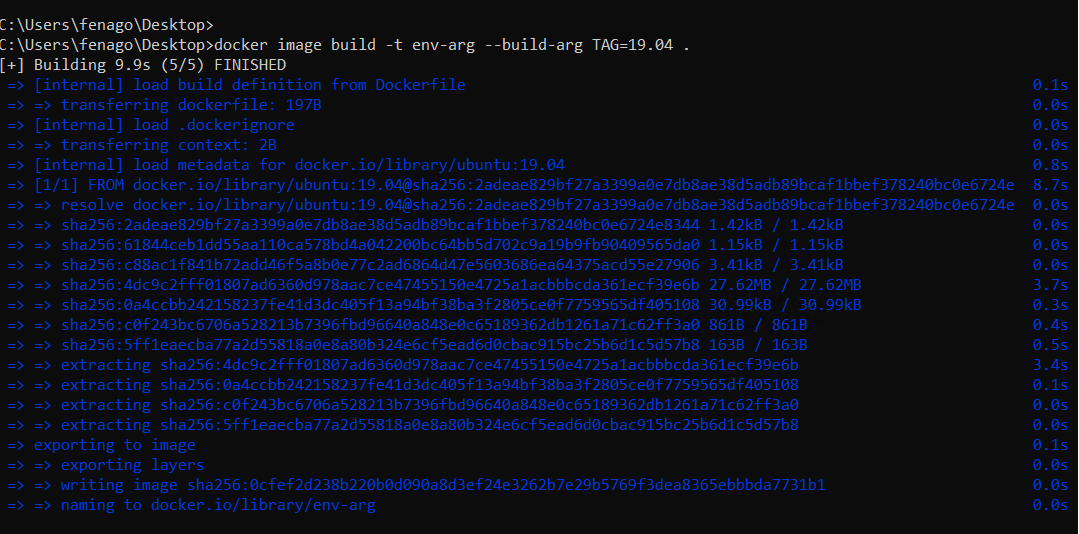 C:\Users\fenago\Desktop>
C:\Users\fenago\Desktop>docker image build -t env-arg --build-arg TAG=19.04 .
[+] Building 9.9s (5/5) FINISHED
=> [internal] load build definition from Dockerfile 0.1s
=> => transferring dockerfile: 197B 0.0s
=> [internal] load .dockerignore 0.0s
=> => transferring context: 2B 0.0s
=> [internal] load metadata for docker.io/library/ubuntu:19.04 0.8s
=> [1/1] FROM docker.io/library/ubuntu:19.04@sha256:2adeae829bf27a3399a0e7db8ae38d5adb89bcaf1bbef378240bc0e6724e 8.7s
=> => resolve docker.io/library/ubuntu:19.04@sha256:2adeae829bf27a3399a0e7db8ae38d5adb89bcaf1bbef378240bc0e6724e 0.0s
=> => sha256:2adeae829bf27a3399a0e7db8ae38d5adb89bcaf1bbef378240bc0e6724e8344 1.42kB / 1.42kB 0.0s
=> => sha256:61844ceb1dd55aa110ca578bd4a042200bc64bb5d702c9a19b9fb90409565da0 1.15kB / 1.15kB 0.0s
=> => sha256:c88ac1f841b72add46f5a8b0e77c2ad6864d47e5603686ea64375acd55e27906 3.41kB / 3.41kB 0.0s
=> => sha256:4dc9c2fff01807ad6360d978aac7ce47455150e4725a1acbbbcda361ecf39e6b 27.62MB / 27.62MB 3.7s
=> => sha256:0a4ccbb242158237fe41d3dc405f13a94bf38ba3f2805ce0f7759565df405108 30.99kB / 30.99kB 0.3s
=> => sha256:c0f243bc6706a528213b7396fbd96640a848e0c65189362db1261a71c62ff3a0 861B / 861B 0.4s
=> => sha256:5ff1eaecba77a2d55818a0e8a80b324e6cf5ead6d0cbac915bc25b6d1c5d57b8 163B / 163B 0.5s
=> => extracting sha256:4dc9c2fff01807ad6360d978aac7ce47455150e4725a1acbbbcda361ecf39e6b 3.4s
=> => extracting sha256:0a4ccbb242158237fe41d3dc405f13a94bf38ba3f2805ce0f7759565df405108 0.1s
=> => extracting sha256:c0f243bc6706a528213b7396fbd96640a848e0c65189362db1261a71c62ff3a0 0.0s
=> => extracting sha256:5ff1eaecba77a2d55818a0e8a80b324e6cf5ead6d0cbac915bc25b6d1c5d57b8 0.0s
=> exporting to image 0.1s
=> => exporting layers 0.0s
=> => writing image sha256:0cfef2d238b220b0d090a8d3ef24e3262b7e29b5769f3dea8365ebbbda7731b1 0.0s
=> => naming to docker.io/library/env-arg 0.0s